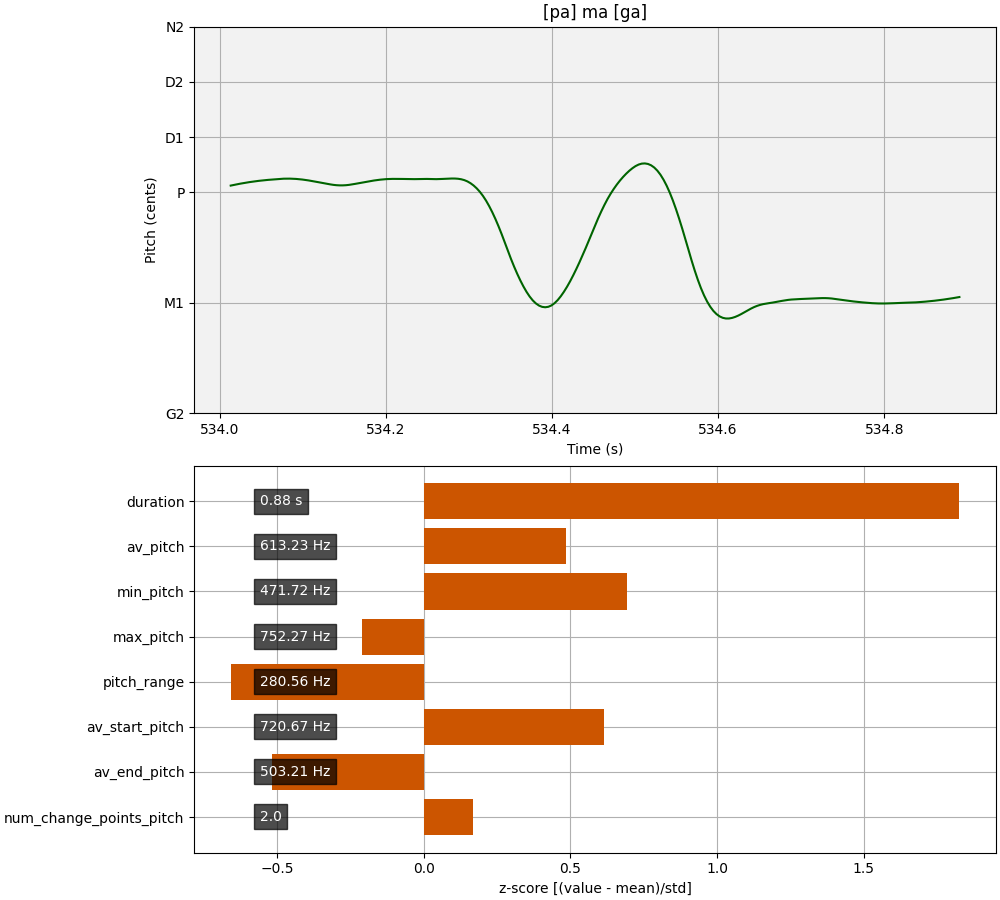 [pa] ma [ga]
N2
D2
D1
P
M1
G2
Pitch (cents)
534.0 534.2 534.4 534.6 534.8
Time (s)
duration 0.88 s
av_pitch 613.23 Hz
min_pitch 471.72 Hz
max_pitch 752.27 Hz
pitch_range 280.56 Hz
av_start_pitch 720.67 Hz
av_end_pitch 503.21 Hz
num_change_points_pitch 2.0
−0.5 0.0 0.5 1.0 1.5
z-score [(value - mean)/std]